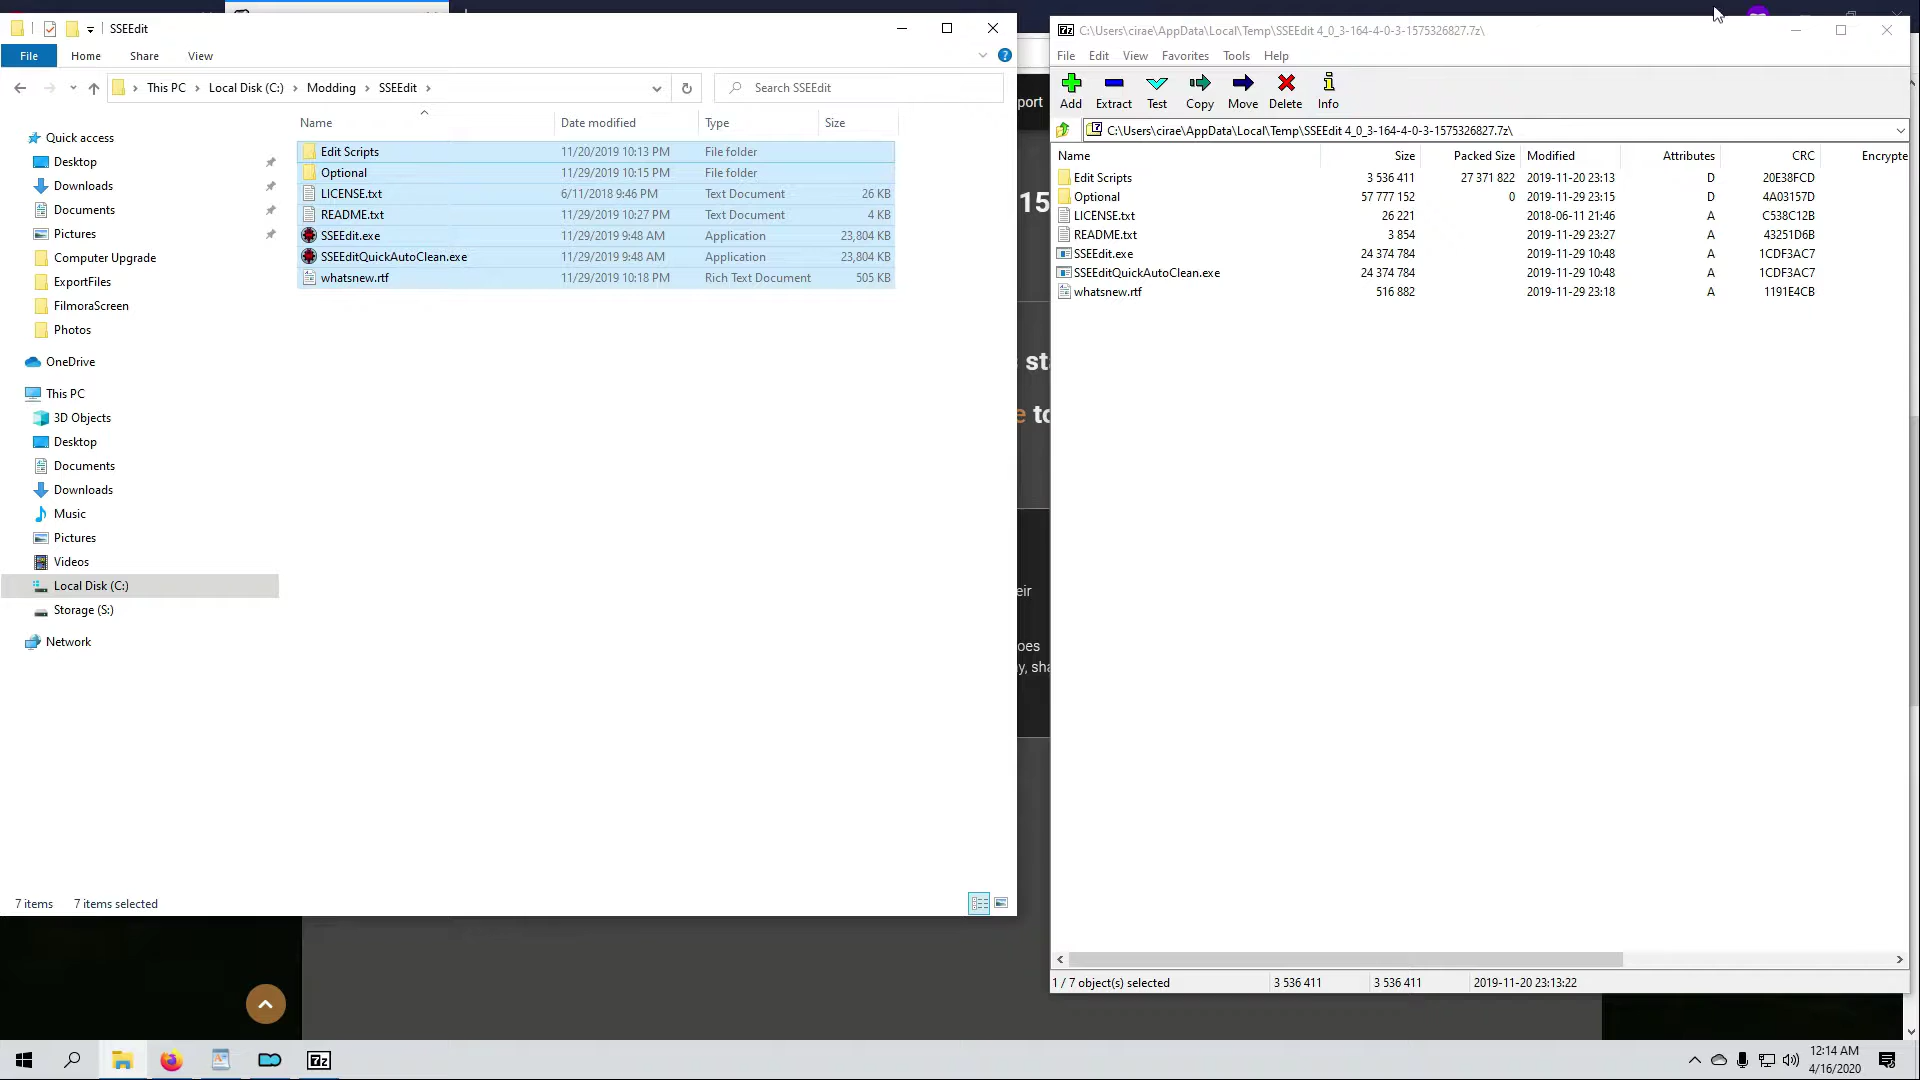 SSEEdit
File Home Share View
This PC Local Disk (C:) Modding SSEEdit
Search SSEEdit
Name Date modified Type Size
Quick access
Desktop
Downloads
Documents
Pictures
Computer Upgrade
ExportFiles
FilmoraScreen
Photos
OneDrive
This PC
3D Objects
Desktop
Documents
Downloads
Music
Pictures
Videos
Local Disk (C:)
Storage (S:)
Network
Edit Scripts 11/20/2019 10:13 PM File folder
Optional 11/29/2019 10:15 PM File folder
LICENSE.txt 6/11/2018 9:46 PM Text Document 26 KB
README.txt 11/29/2019 10:27 PM Text Document 4 KB
SSEEdit.exe 11/29/2019 9:48 AM Application 23,804 KB
SSEEditQuickAutoClean.exe 11/29/2019 9:48 AM Application 23,804 KB
whatsnew.rtf 11/29/2019 10:18 PM Rich Text Document 505 KB
7 items 7 items selected
port
15
st
e to
eir
oes
y, sha
7z C:\Users\cirae\AppData\Local\Temp\SSEEdit 4_0_3-164-4-0-3-1575326827.7z\
File Edit View Favorites Tools Help
Add Extract Test Copy Move Delete Info
C:\Users\cirae\AppData\Local\Temp\SSEEdit 4_0_3-164-4-0-3-1575326827.7z\
Name Size Packed Size Modified Attributes CRC Encrypte
Edit Scripts 3 536 411 27 371 822 2019-11-20 23:13 D 20E38FCD
Optional 57 777 152 0 2019-11-29 23:15 D 4A03157D
LICENSE.txt 26 221 2018-06-11 21:46 A C538C12B
README.txt 3 854 2019-11-29 23:27 A 43251D6B
SSEEdit.exe 24 374 784 2019-11-29 10:48 A 1CDF3AC7
SSEEditQuickAutoClean.exe 24 374 784 2019-11-29 10:48 A 1CDF3AC7
whatsnew.rtf 516 882 2019-11-29 23:18 A 1191E4CB
1 / 7 object(s) selected 3 536 411 3 536 411 2019-11-20 23:13:22
7z
12:14 AM
4/16/2020